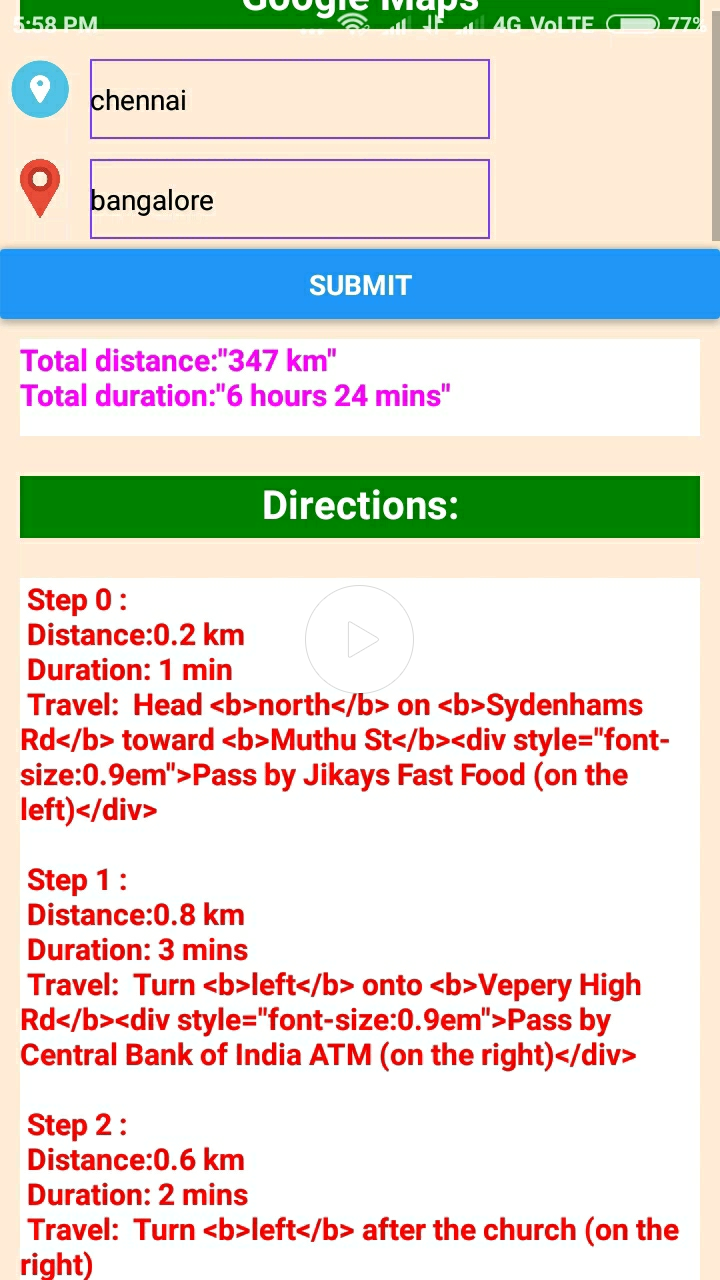 Google Maps
5:58 PM ... 4G VoLTE 77%
chennai
bangalore
SUBMIT
Total distance:"347 km"
Total duration:"6 hours 24 mins"
Directions:
Step 0 :
Distance:0.2 km
Duration: 1 min
Travel:  Head <b>north</b> on <b>Sydenhams
Rd</b> toward <b>Muthu St</b><div style="font-
size:0.9em">Pass by Jikays Fast Food (on the
left)</div>
Step 1 :
Distance:0.8 km
Duration: 3 mins
Travel:  Turn <b>left</b> onto <b>Vepery High
Rd</b><div style="font-size:0.9em">Pass by
Central Bank of India ATM (on the right)</div>
Step 2 :
Distance:0.6 km
Duration: 2 mins
Travel:  Turn <b>left</b> after the church (on the
right)